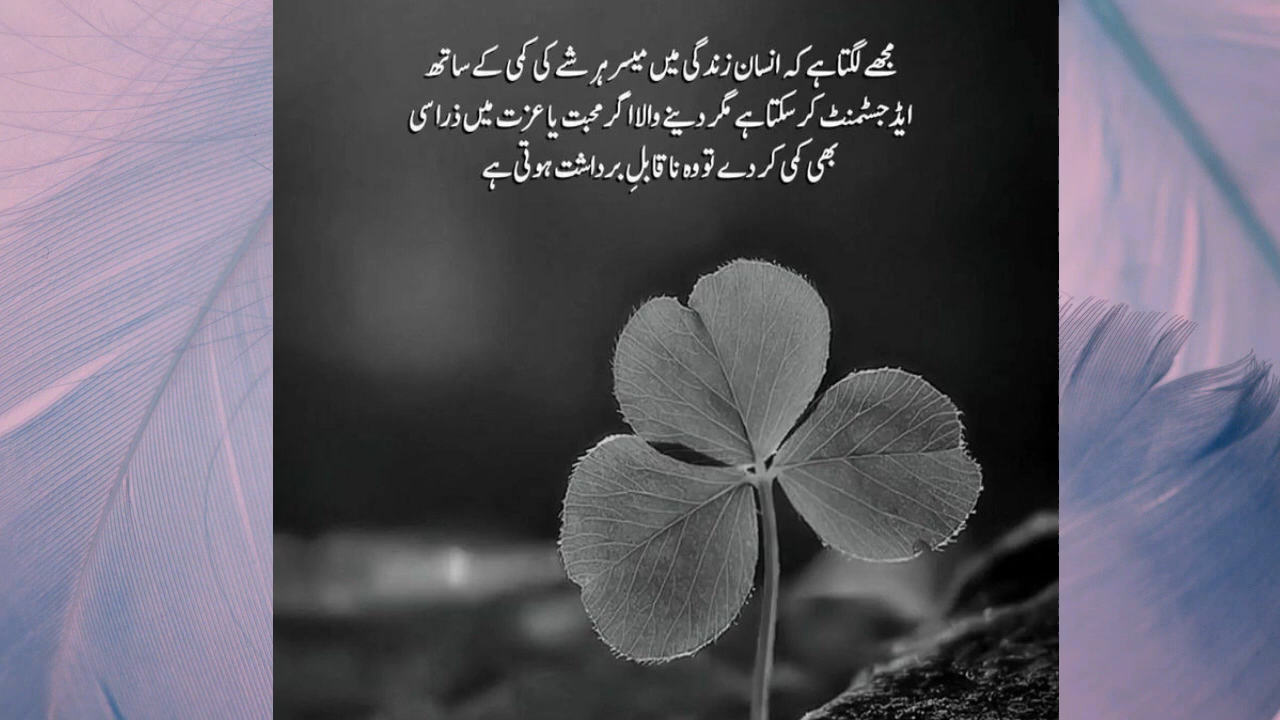 مجھے لگتا ہے کہ انسان زندگی میں میسر ہر شے کی کمی کے ساتھ
ایڈجسٹمنٹ کر سکتا ہے مگر دینے والا اگر محبت یا عزت میں ذرا سی
بھی کمی کر دے تو وہ ناقابلِ برداشت ہوتی ہے